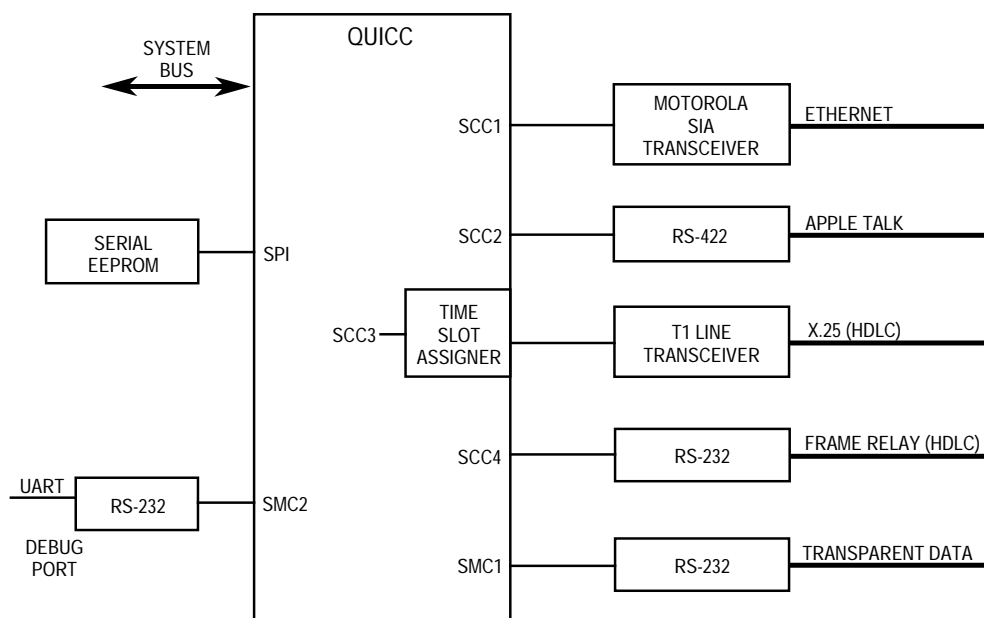 QUICC
SYSTEM
BUS
SCC1
MOTOROLA
SIA
TRANSCEIVER
ETHERNET
SERIAL
EEPROM
SPI
SCC2
RS-422
APPLE TALK
SCC3
TIME
SLOT
ASSIGNER
T1 LINE
TRANSCEIVER
X.25 (HDLC)
SCC4
RS-232
FRAME RELAY (HDLC)
UART
RS-232
SMC2
DEBUG
PORT
SMC1
RS-232
TRANSPARENT DATA